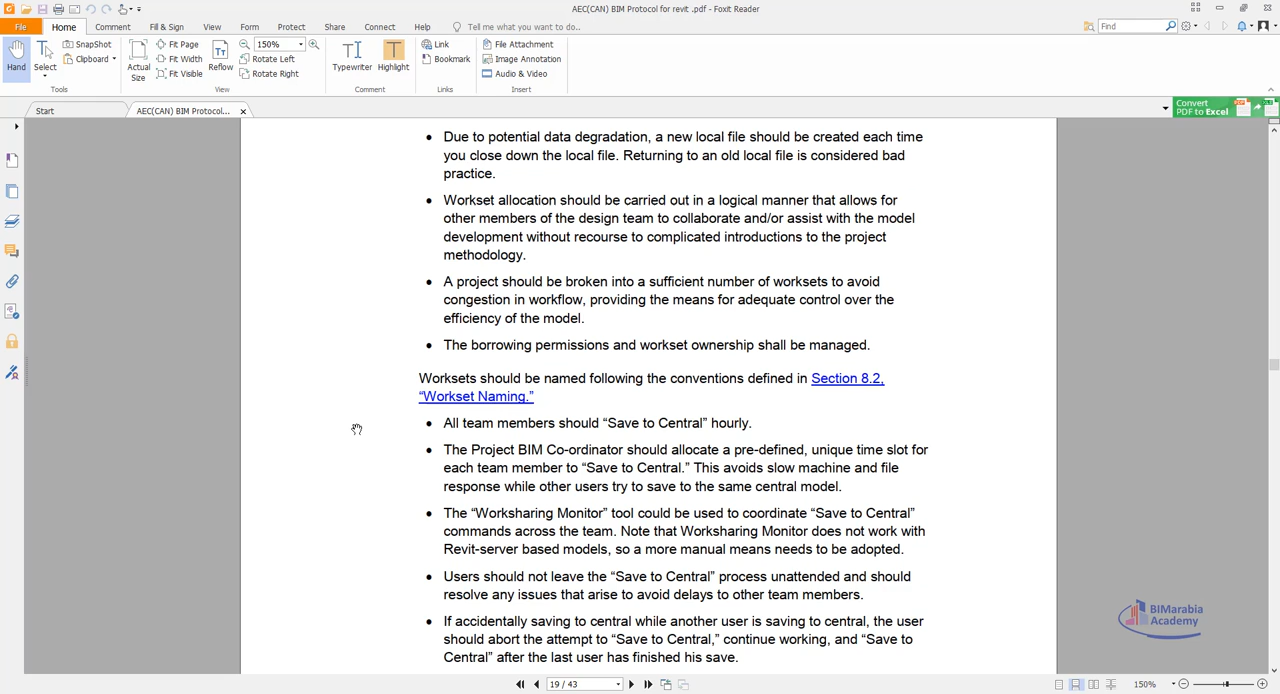 AEC(CAN) BIM Protocol for revit .pdf - Foxit Reader
File Home Comment Fill & Sign View Form Protect Share Connect Help Tell me what you want to do.. Find
Hand Select SnapShot Clipboard Actual Size Fit Page Fit Width Fit Visible Reflow 150% Rotate Left Rotate Right Typewriter Highlight Link Bookmark File Attachment Image Annotation Audio & Video
Tools View Comment Links Insert
Start AEC(CAN) BIM Protocol... Convert PDF to Excel
• Due to potential data degradation, a new local file should be created each time
you close down the local file. Returning to an old local file is considered bad
practice.
• Workset allocation should be carried out in a logical manner that allows for
other members of the design team to collaborate and/or assist with the model
development without recourse to complicated introductions to the project
methodology.
• A project should be broken into a sufficient number of worksets to avoid
congestion in workflow, providing the means for adequate control over the
efficiency of the model.
• The borrowing permissions and workset ownership shall be managed.
Worksets should be named following the conventions defined in Section 8.2,
“Workset Naming.”
• All team members should “Save to Central” hourly.
• The Project BIM Co-ordinator should allocate a pre-defined, unique time slot for
each team member to “Save to Central.” This avoids slow machine and file
response while other users try to save to the same central model.
• The “Worksharing Monitor” tool could be used to coordinate “Save to Central”
commands across the team. Note that Worksharing Monitor does not work with
Revit-server based models, so a more manual means needs to be adopted.
• Users should not leave the “Save to Central” process unattended and should
resolve any issues that arise to avoid delays to other team members.
• If accidentally saving to central while another user is saving to central, the user
should abort the attempt to “Save to Central,” continue working, and “Save to
Central” after the last user has finished his save.
BIMarabia
Academy
19 / 43 150%